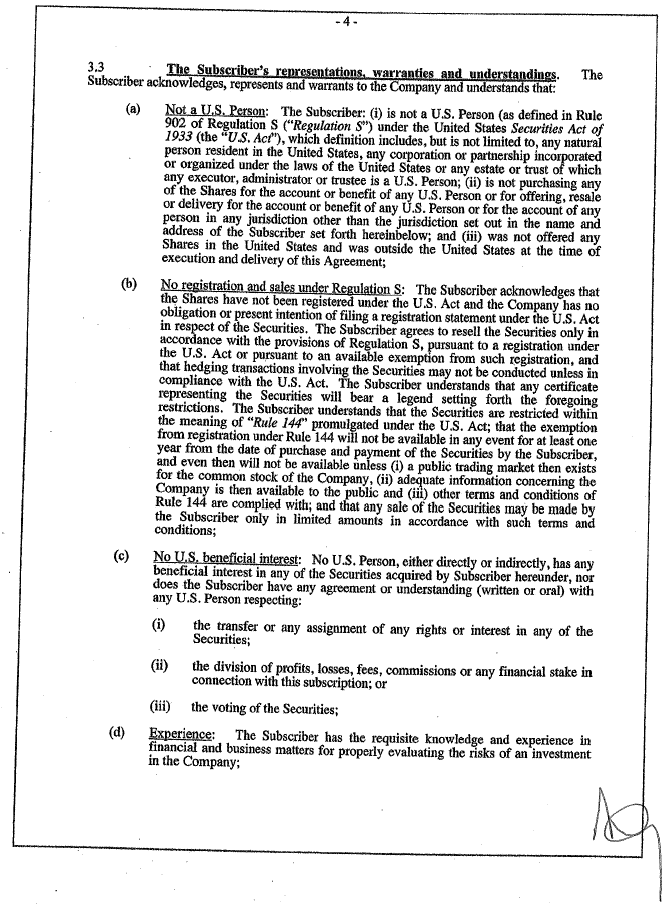 - 4 -
3.3 The Subscriber's representations, warranties and understandings. The
Subscriber acknowledges, represents and warrants to the Company and understands that:
(a) Not a U.S. Person: The Subscriber: (i) is not a U.S. Person (as defined in Rule
902 of Regulation S ("Regulation S") under the United States Securities Act of
1933 (the "U.S. Act"), which definition includes, but is not limited to, any natural
person resident in the United States, any corporation or partnership incorporated
or organized under the laws of the United States or any estate or trust of which
any executor, administrator or trustee is a U.S. Person; (ii) is not purchasing any
of the Shares for the account or benefit of any U.S. Person or for offering, resale
or delivery for the account or benefit of any U.S. Person or for the account of any
person in any jurisdiction other than the jurisdiction set out in the name and
address of the Subscriber set forth hereinbelow; and (iii) was not offered any
Shares in the United States and was outside the United States at the time of
execution and delivery of this Agreement;
(b) No registration and sales under Regulation S: The Subscriber acknowledges that
the Shares have not been registered under the U.S. Act and the Company has no
obligation or present intention of filing a registration statement under the U.S. Act
in respect of the Securities. The Subscriber agrees to resell the Securities only in
accordance with the provisions of Regulation S, pursuant to a registration under
the U.S. Act or pursuant to an available exemption from such registration, and
that hedging transactions involving the Securities may not be conducted unless in
compliance with the U.S. Act. The Subscriber understands that any certificate
representing the Securities will bear a legend setting forth the foregoing
restrictions. The Subscriber understands that the Securities are restricted within
the meaning of "Rule 144" promulgated under the U.S. Act; that the exemption
from registration under Rule 144 will not be available in any event for at least one
year from the date of purchase and payment of the Securities by the Subscriber,
and even then will not be available unless (i) a public trading market then exists
for the common stock of the Company, (ii) adequate information concerning the
Company is then available to the public and (iii) other terms and conditions of
Rule 144 are complied with; and that any sale of the Securities may be made by
the Subscriber only in limited amounts in accordance with such terms and
conditions;
(c) No U.S. beneficial interest: No U.S. Person, either directly or indirectly, has any
beneficial interest in any of the Securities acquired by Subscriber hereunder, nor
does the Subscriber have any agreement or understanding (written or oral) with
any U.S. Person respecting:
(i) the transfer or any assignment of any rights or interest in any of the
Securities;
(ii) the division of profits, losses, fees, commissions or any financial stake in
connection with this subscription; or
(iii) the voting of the Securities;
(d) Experience: The Subscriber has the requisite knowledge and experience in
financial and business matters for properly evaluating the risks of an investment
in the Company;